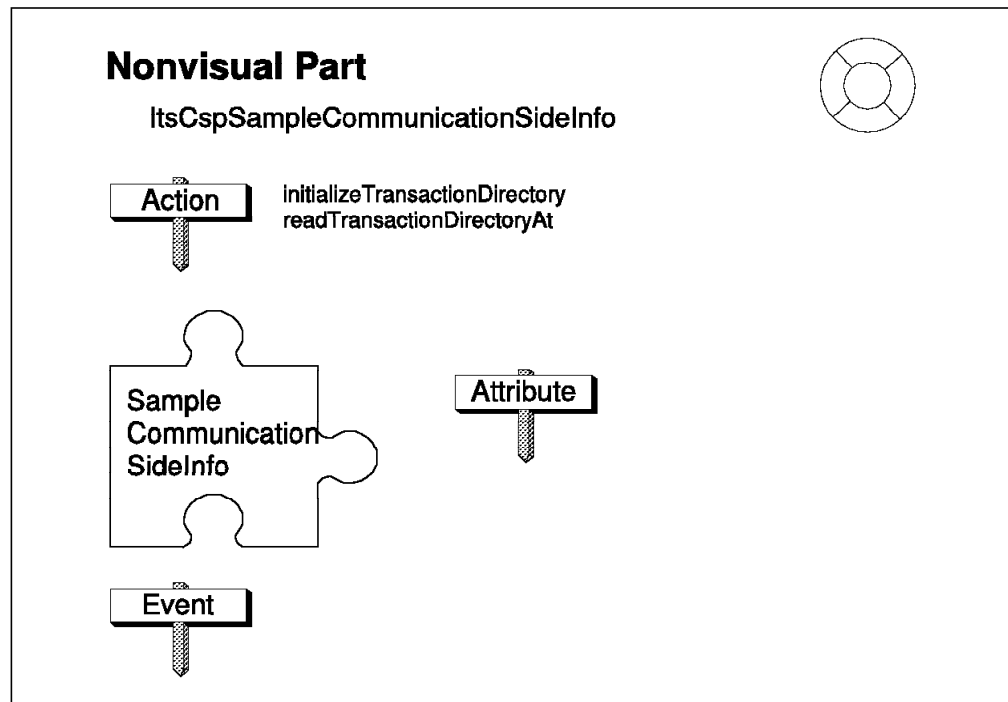 Nonvisual Part
ItsCspSampleCommunicationSideInfo
Action
initializeTransactionDirectory
readTransactionDirectoryAt
Sample
Communication
SideInfo
Attribute
Event